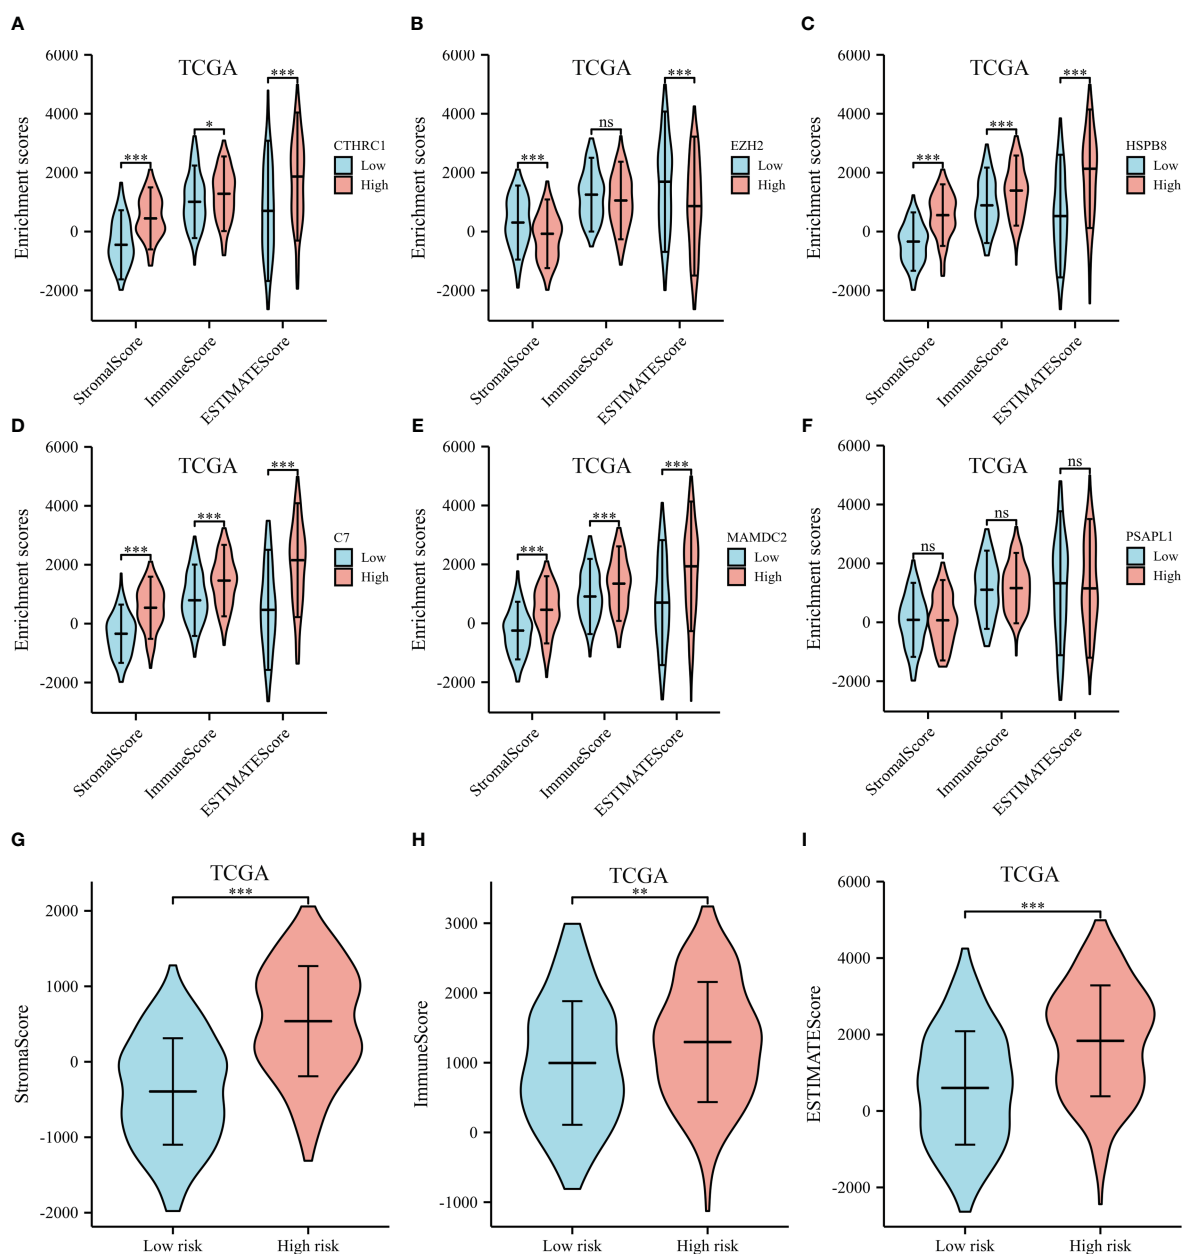 A
TCGA
Enrichment scores
6000
4000
2000
0
-2000
***
*
***
CTHRC1
Low
High
StromalScore
ImmuneScore
ESTIMATEScore
B
TCGA
Enrichment scores
6000
4000
2000
0
-2000
***
ns
***
EZH2
Low
High
StromalScore
ImmuneScore
ESTIMATEScore
C
TCGA
Enrichment scores
6000
4000
2000
0
-2000
***
***
***
HSPB8
Low
High
StromalScore
ImmuneScore
ESTIMATEScore
D
TCGA
Enrichment scores
6000
4000
2000
0
-2000
***
***
***
C7
Low
High
StromalScore
ImmuneScore
ESTIMATEScore
E
TCGA
Enrichment scores
6000
4000
2000
0
-2000
***
***
***
MAMDC2
Low
High
StromalScore
ImmuneScore
ESTIMATEScore
F
TCGA
Enrichment scores
6000
4000
2000
0
-2000
ns
ns
ns
PSAPL1
Low
High
StromalScore
ImmuneScore
ESTIMATEScore
G
TCGA
***
StromaScore
2000
1000
0
-1000
-2000
Low risk
High risk
H
TCGA
**
ImmuneScore
3000
2000
1000
0
-1000
Low risk
High risk
I
TCGA
***
ESTIMATEScore
6000
4000
2000
0
-2000
Low risk
High risk